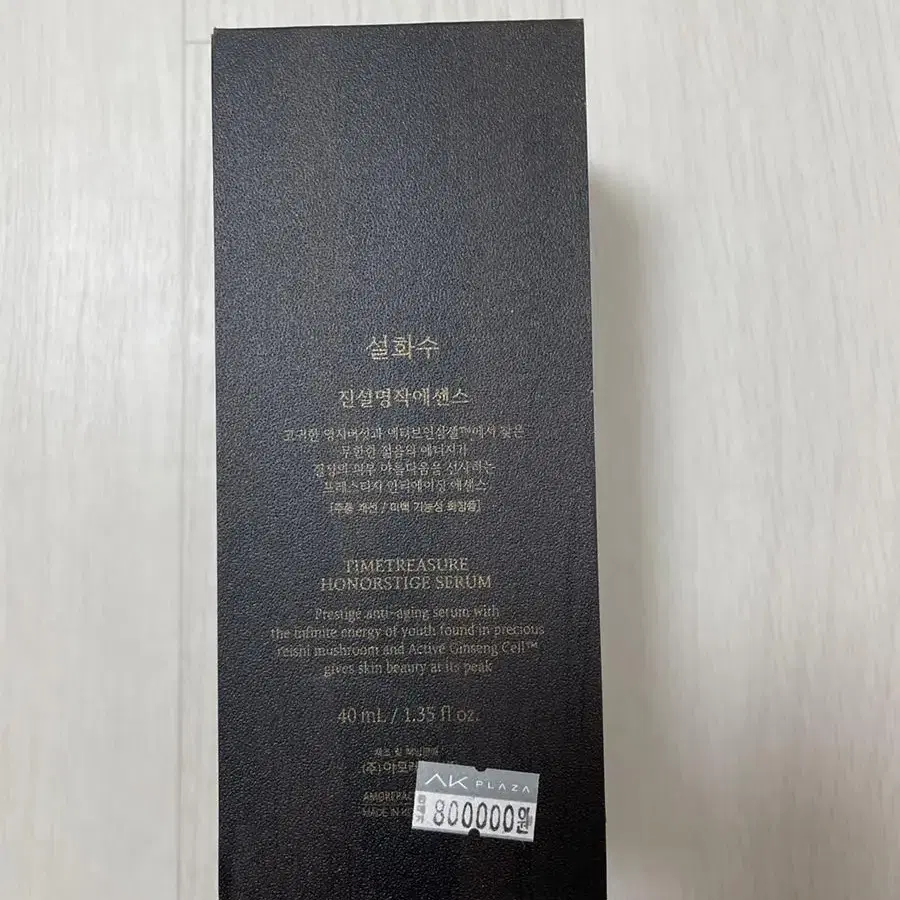 설화수
진설명작에센스
고귀한 영지버섯과 액티브인삼셀™에서 찾은
무한한 젊음의 에너지가
절정의 피부 아름다움을 선사하는
프레스티지 안티에이징 에센스
[주름 개선 / 미백 기능성 화장품]
TIMETREASURE
HONORSTIGE SERUM
Prestige anti-aging serum with
the infinite energy of youth found in precious
reishi mushroom and Active Ginseng Cell™
gives skin beauty at its peak
40 mL / 1.35 fl.oz.
(주)아모
AK PLAZA
AMOREPAC
800000원
MADE IN